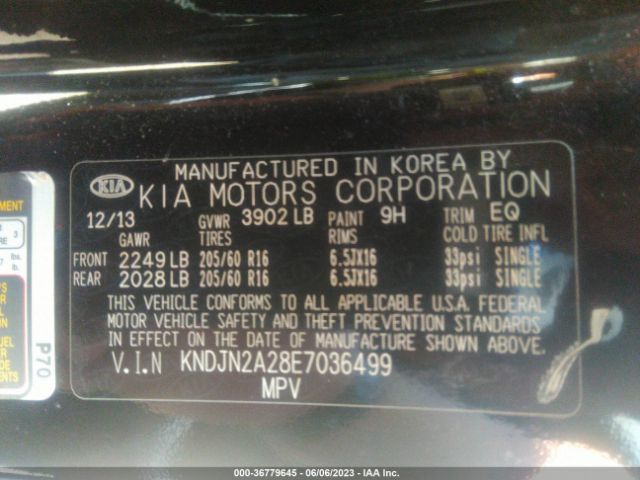 MANUFACTURED IN KOREA BY
KIA KIA MOTORS CORPORATION
12/13 GVWR 3902 LB PAINT 9H TRIM EQ
GAWR TIRES RIMS COLD TIRE INFL
FRONT 2249 LB 205/60 R16 6.5JX16 33psi SINGLE
REAR 2028 LB 205/60 R16 6.5JX16 33psi SINGLE
THIS VEHICLE CONFORMS TO ALL APPLICABLE U.S.A. FEDERAL
MOTOR VEHICLE SAFETY AND THEFT PREVENTION STANDARDS
IN EFFECT ON THE DATE OF MANUFACTURE SHOWN ABOVE.
V.I.N KNDJN2A28E7036499
MPV
3
lbs.
lb.
P70
000-36779645 / 06/06/2023 - IAA Inc.